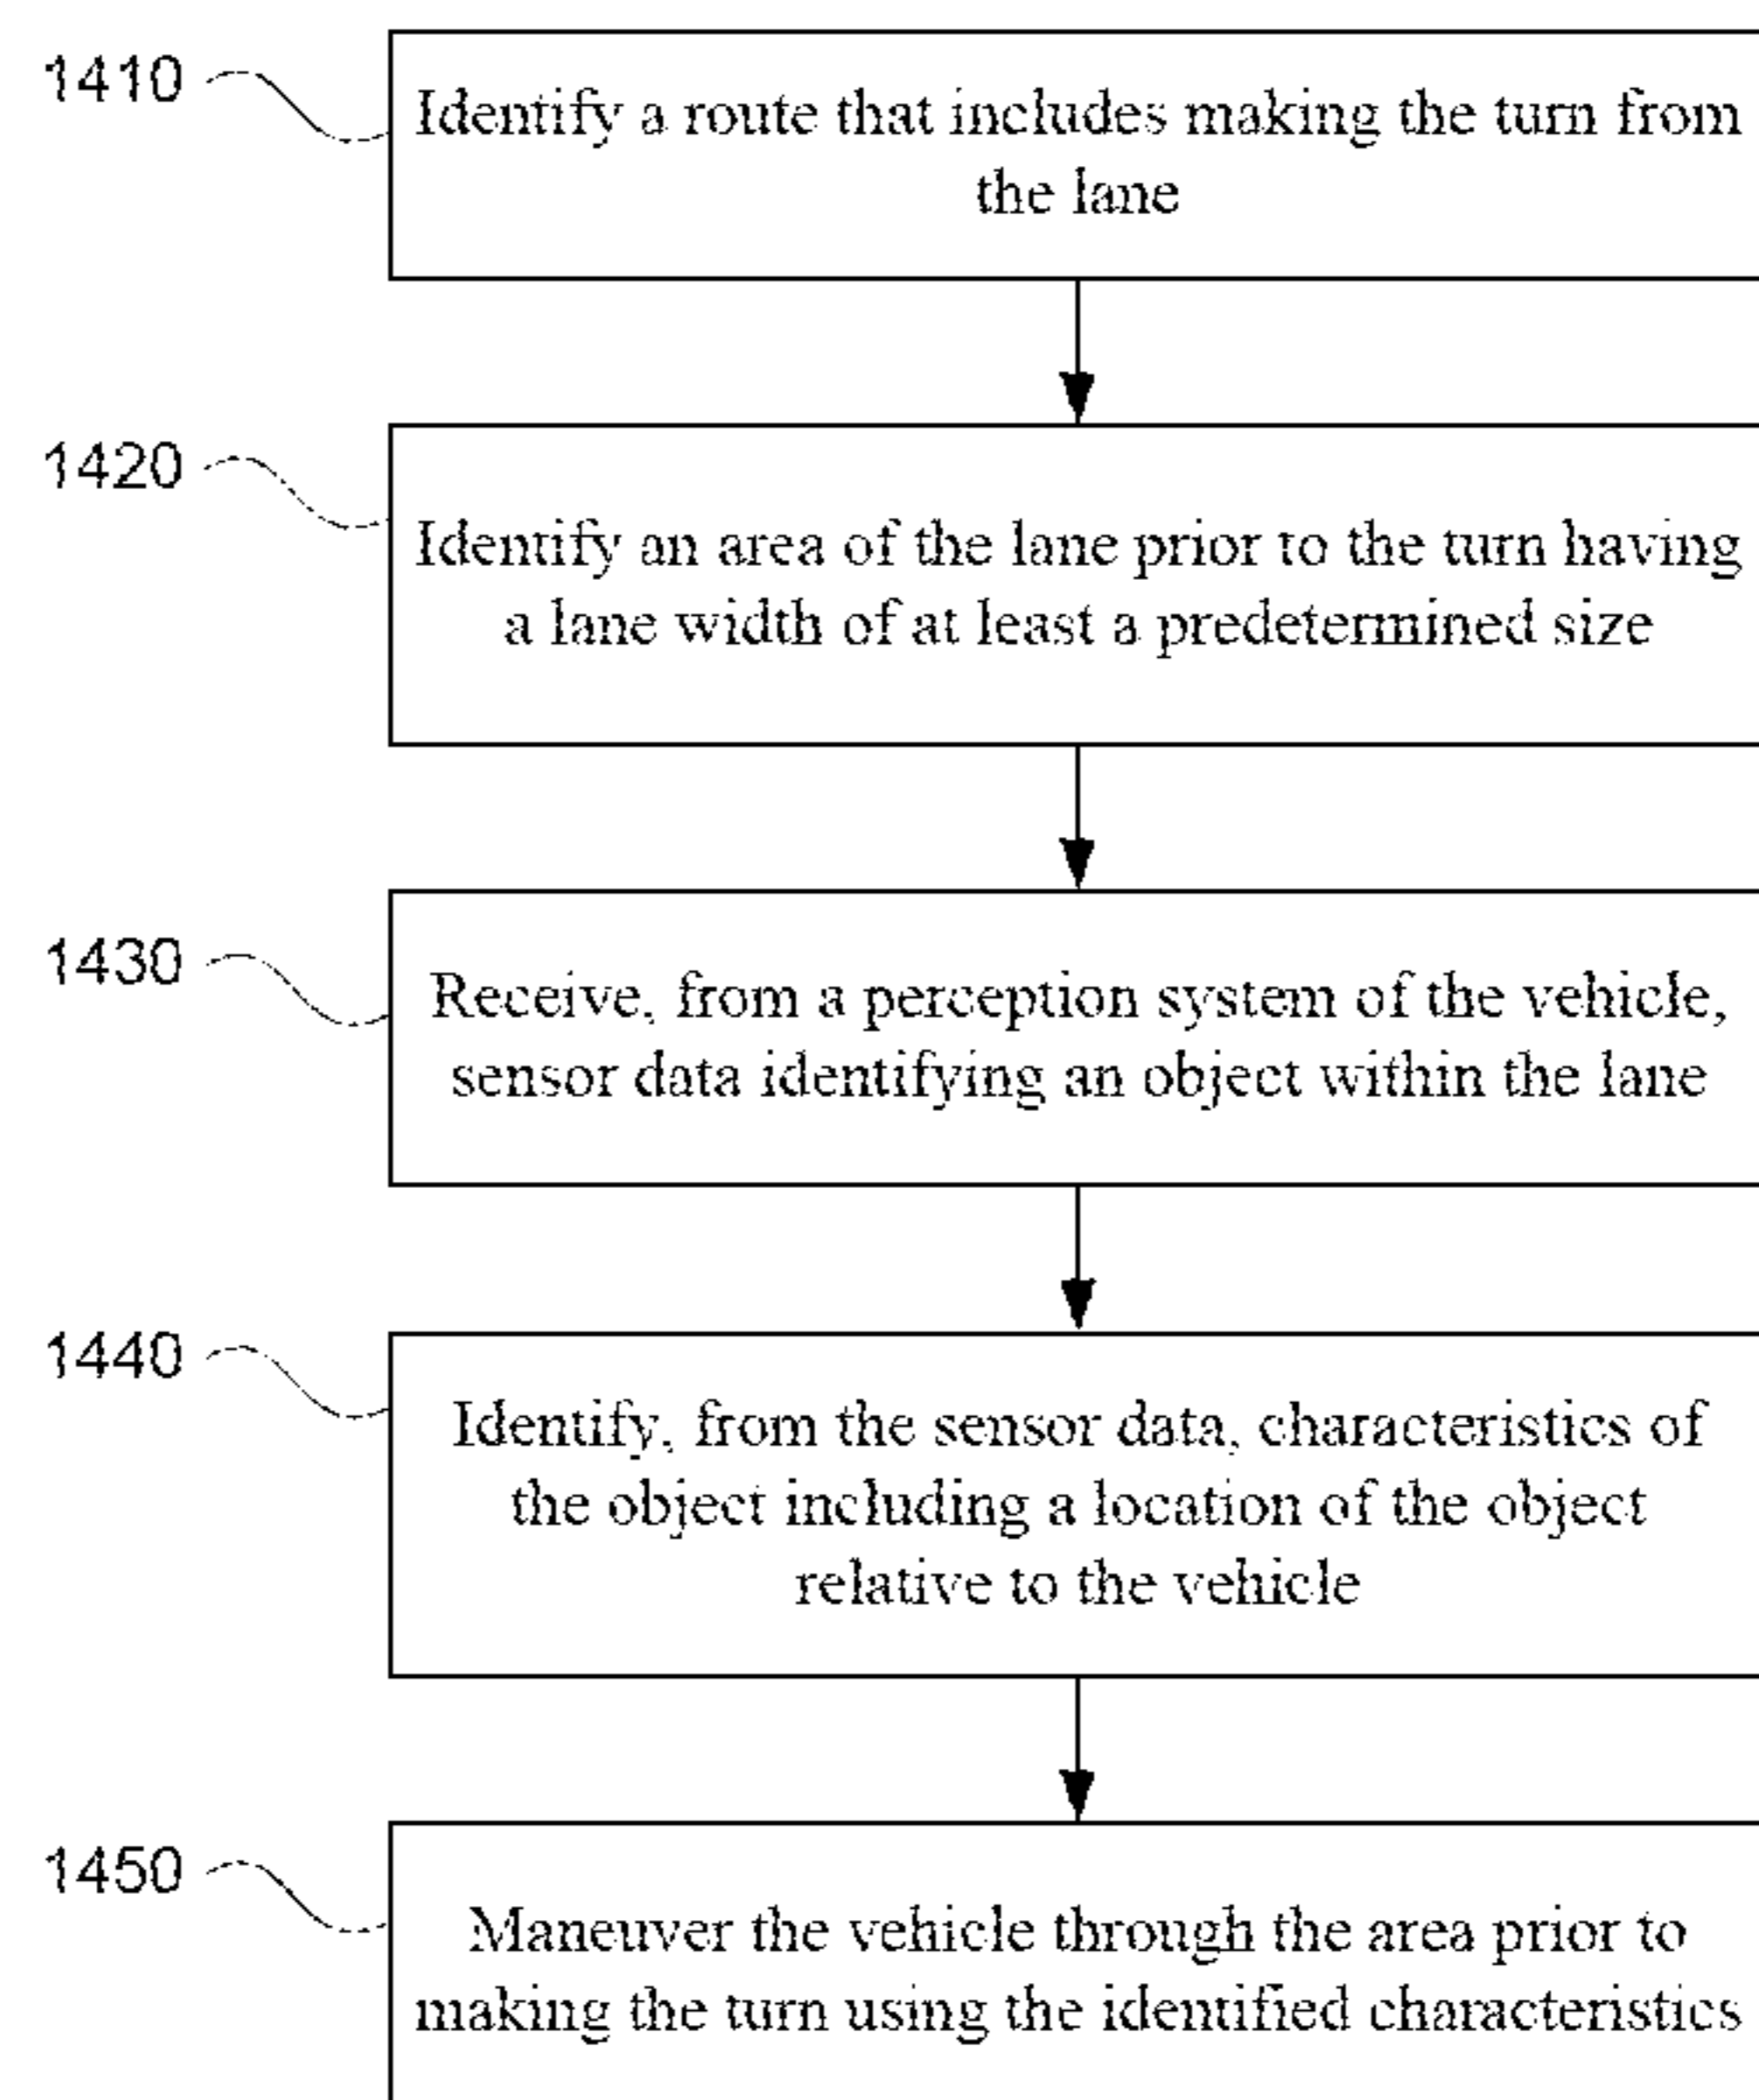 1410
Identify a route that includes making the turn from
the lane
1420
Identify an area of the lane prior to the turn having
a lane width of at least a predetermined size
1430
Receive, from a perception system of the vehicle,
sensor data identifying an object within the lane
1440
Identify, from the sensor data, characteristics of
the object including a location of the object
relative to the vehicle
1450
Maneuver the vehicle through the area prior to
making the turn using the identified characteristics